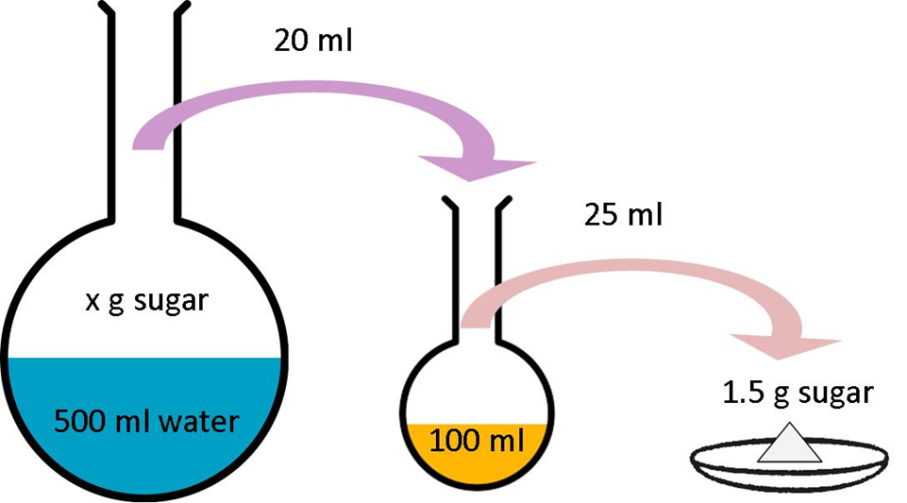 20 ml
25 ml
x g sugar
500 ml water
100 ml
1.5 g sugar